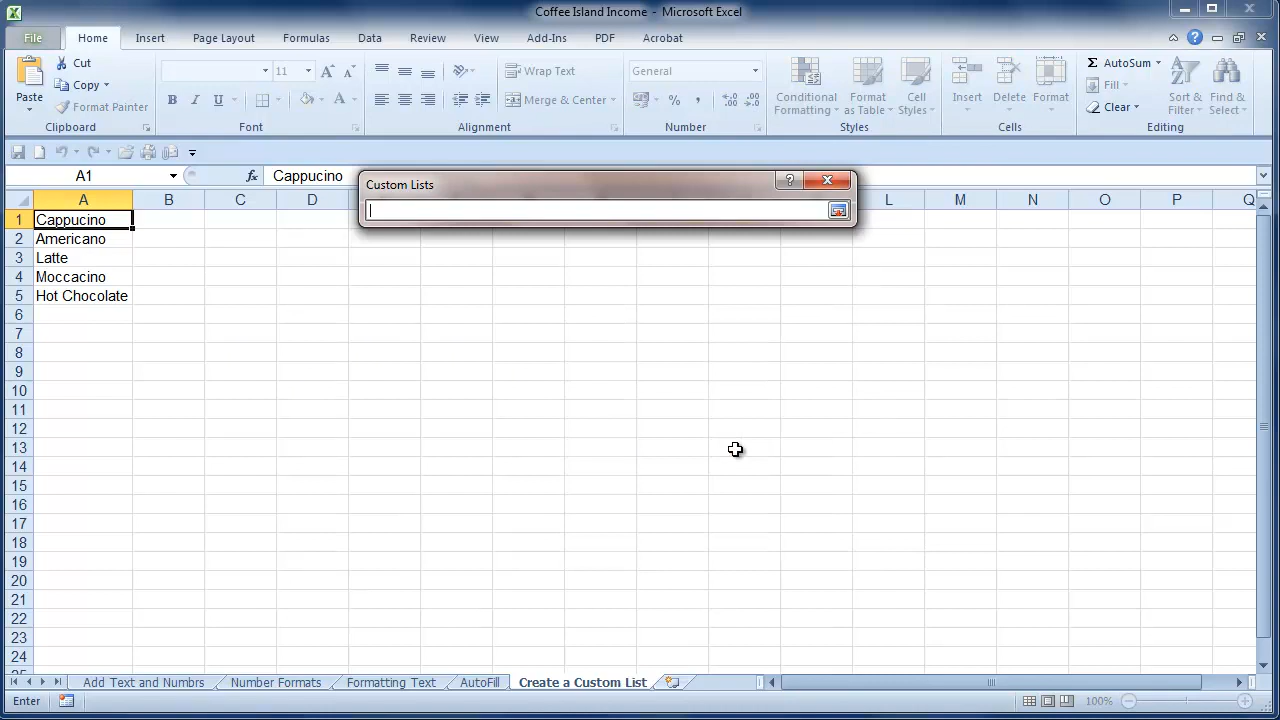 Coffee Island Income - Microsoft Excel
File Home Insert Page Layout Formulas Data Review View Add-Ins PDF Acrobat
Paste
Cut
Copy
Format Painter
Clipboard
11
B I U A
Font
Wrap Text
Merge & Center
Alignment
General
% ,
Number
Conditional Formatting
Format as Table
Cell Styles
Styles
Insert Delete Format
Cells
Σ AutoSum
Fill
Clear
Sort & Filter
Find & Select
Editing
A1 fx Cappucino
Custom Lists
A B C D L M N O P Q
1 Cappucino
2 Americano
3 Latte
4 Moccacino
5 Hot Chocolate
6
7
8
9
10
11
12
13
14
15
16
17
18
19
20
21
22
23
24
25
Add Text and Numbrs Number Formats Formatting Text AutoFill Create a Custom List
Enter 100%